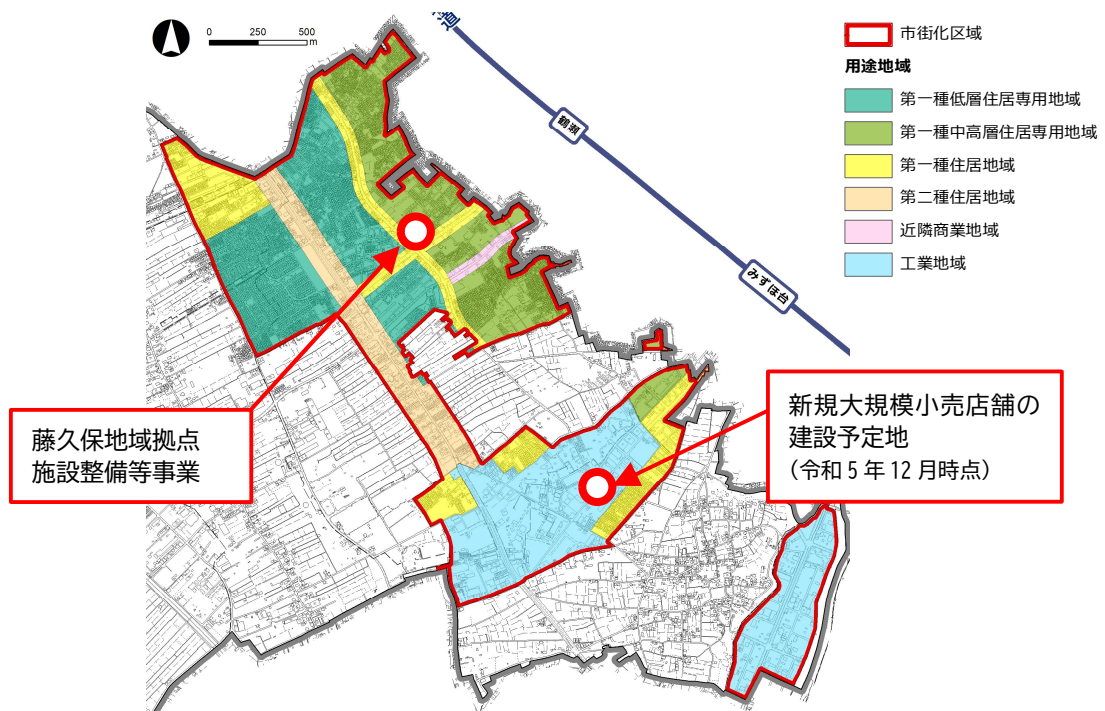 道
0 250 500
m
市街化区域
用途地域
第一種低層住居専用地域
第一種中高層住居専用地域
第一種住居地域
第二種住居地域
近隣商業地域
工業地域
鶴瀬
みずほ台
藤久保地域拠点
施設整備等事業
新規大規模小売店舗の
建設予定地
(令和5年12月時点)